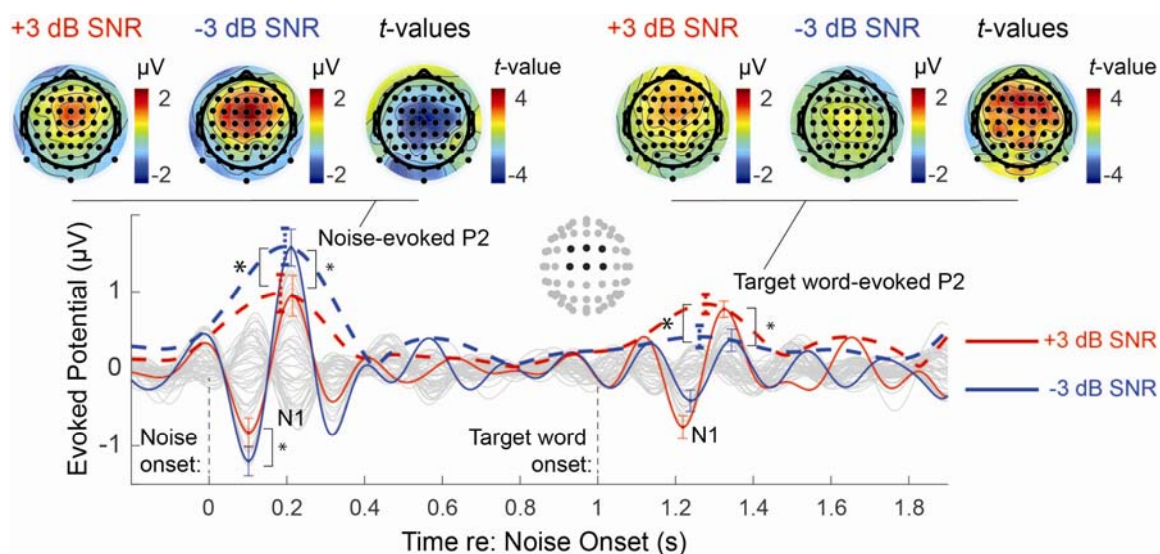 +3 dB SNR -3 dB SNR t-values +3 dB SNR -3 dB SNR t-values
µV µV t-value µV µV t-value
2 2 4 2 2 4
-2 -2 -4 -2 -2 -4
Noise-evoked P2
Target word-evoked P2
* * * *
1
0
-1
Evoked Potential (µV)
+3 dB SNR
-3 dB SNR
N1 N1
*
Noise
onset:
Target word
onset:
0 0.2 0.4 0.6 0.8 1 1.2 1.4 1.6 1.8
Time re: Noise Onset (s)